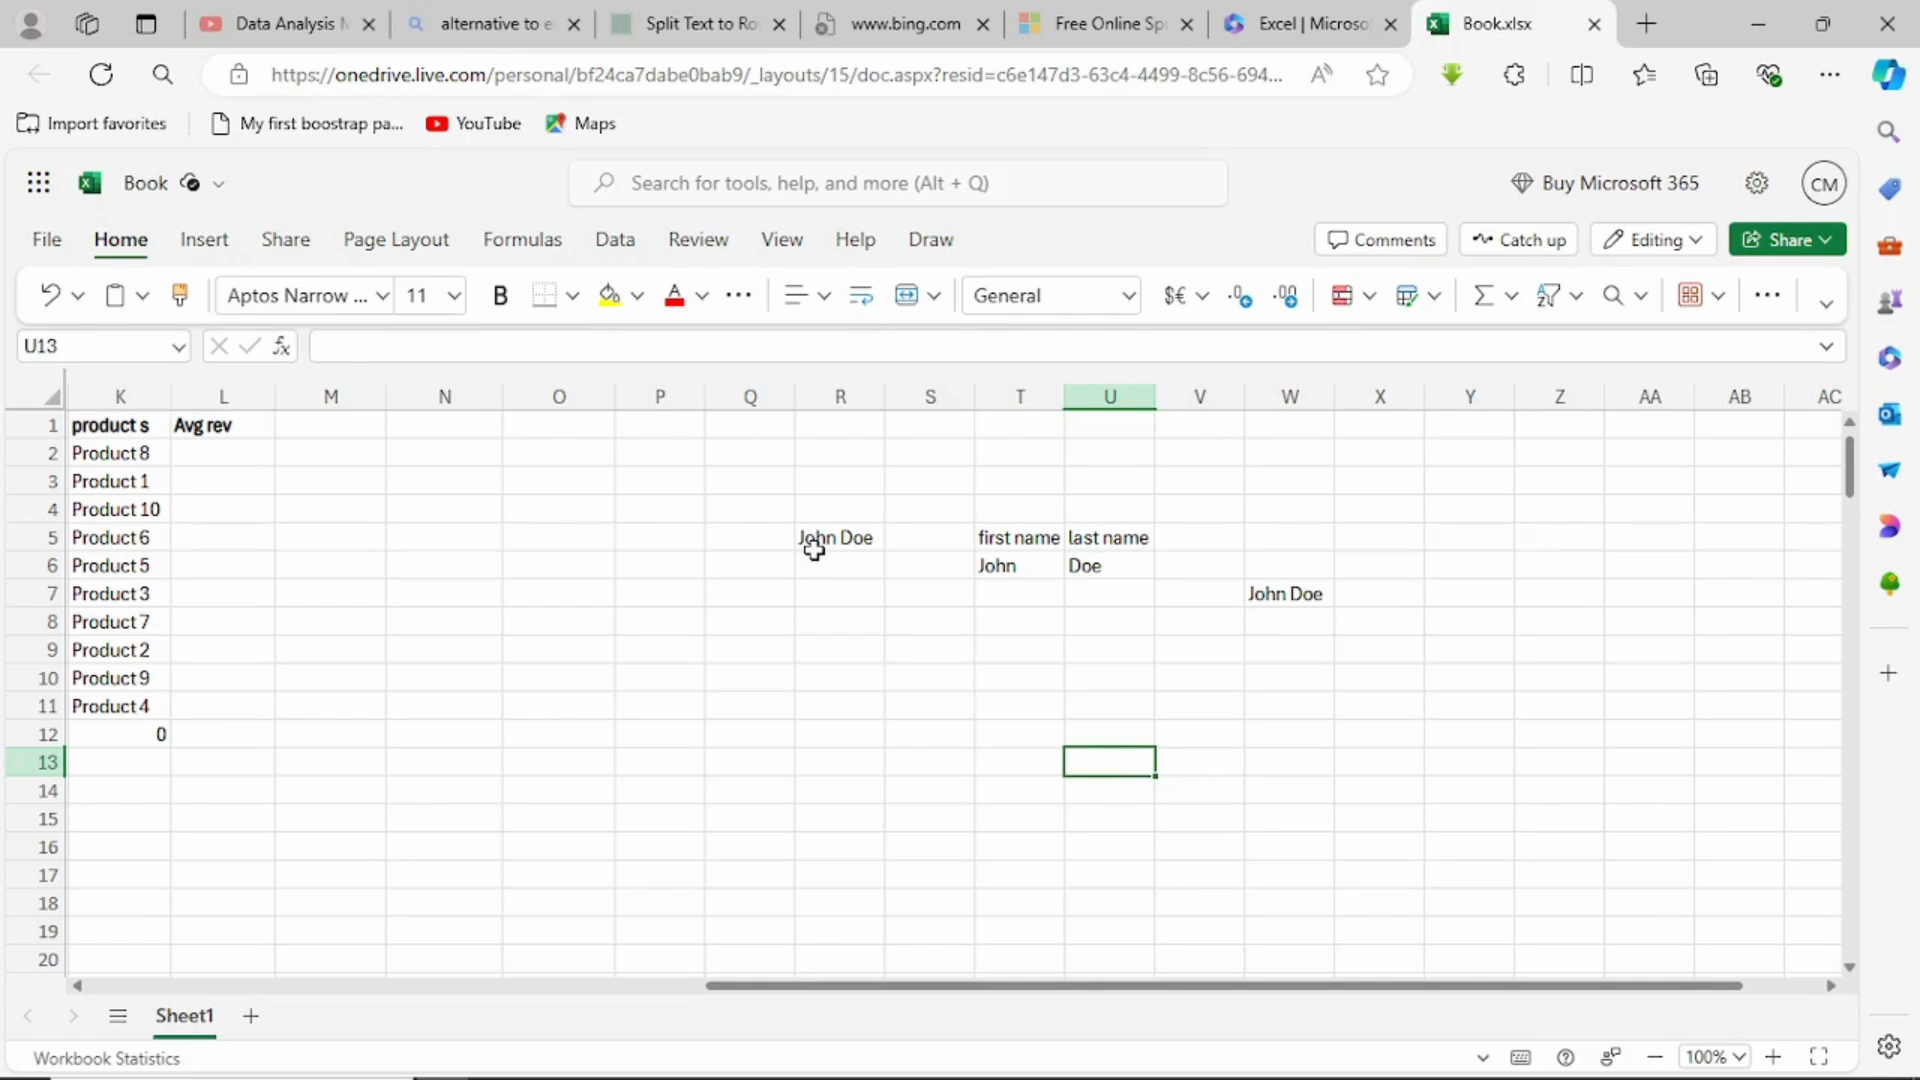 Data Analysis
alternative to e
Split Text to Ro
www.bing.com
Free Online Sp
Excel | Microso
Book.xlsx
https://onedrive.live.com/personal/bf24ca7dabe0bab9/_layouts/15/doc.aspx?resid=c6e147d3-63c4-4499-8c56-694...
Import favorites
My first boostrap pa...
YouTube
Maps
Book
Search for tools, help, and more (Alt + Q)
Buy Microsoft 365
CM
File Home Insert Share Page Layout Formulas Data Review View Help Draw
Comments
Catch up
Editing
Share
Aptos Narrow ...
11
B
General
U13
fx
K L M N O P Q R S T U V W X Y Z AA AB AC
1 product s Avg rev
2 Product 8
3 Product 1
4 Product 10
5 Product 6 John Doe first name last name
6 Product 5 John Doe
7 Product 3 John Doe
8 Product 7
9 Product 2
10 Product 9
11 Product 4
12 0
13
14
15
16
17
18
19
20
Sheet1
Workbook Statistics
100%